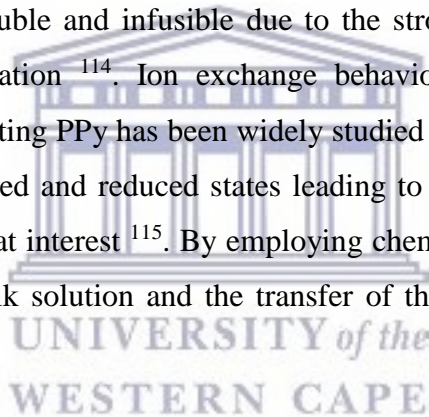 uble and infusible due to the stro
ation 114. Ion exchange behavio
ting PPy has been widely studied
ed and reduced states leading to
at interest 115. By employing chem
lk solution and the transfer of th
UNIVERSITY of the
WESTERN CAPE